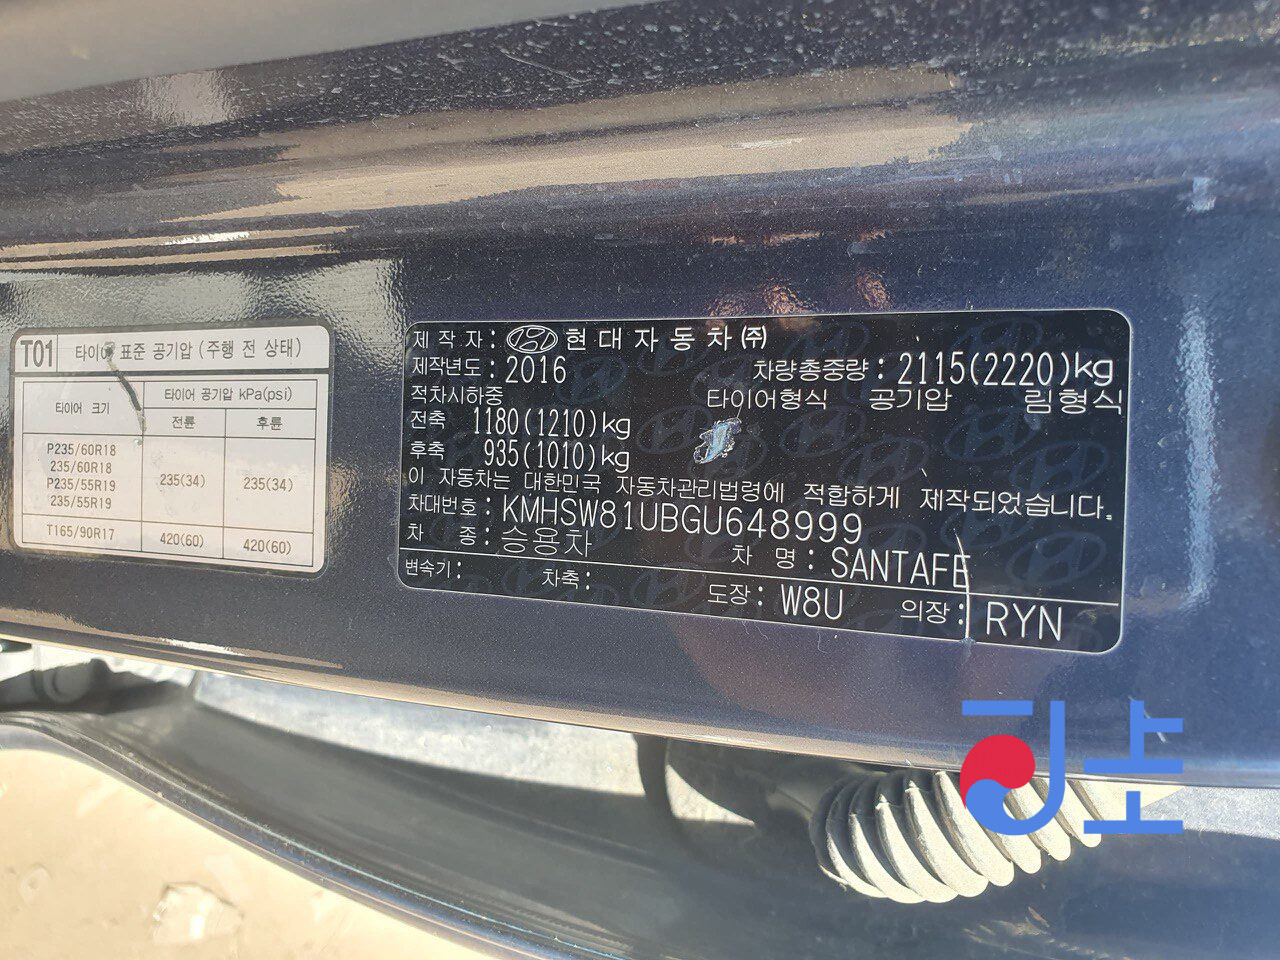 T01 타이어 표준 공기압 (주행 전 상태)
타이어 크기 타이어 공기압 kPa(psi)
전륜 후륜
P235/60R18
235/60R18
P235/55R19
235/55R19
235(34) 235(34)
T165/90R17 420(60) 420(60)
제작자 : 현대자동차(주)
제작년도 : 2016 차량총중량 : 2115(2220)kg
적차시하중 타이어형식 공기압 림형식
전축 1180(1210)kg
후축 935(1010)kg
이 자동차는 대한민국 자동차관리법령에 적합하게 제작되었습니다.
차대번호 : KMHSW81UBGU648999
차 종 : 승용차 차 명 : SANTAFE
변속기 : 차축 : 도장 : W8U 의장 : RYN